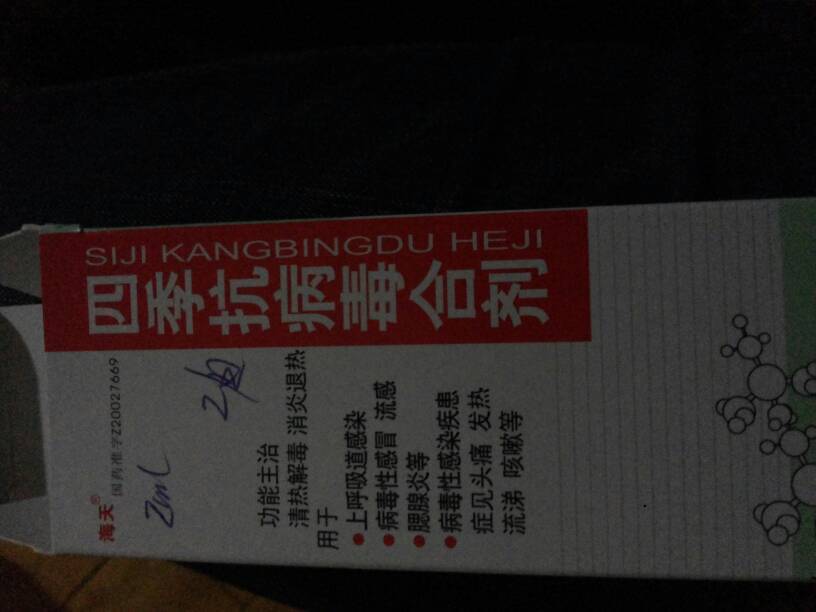 SIJI KANGBINGDU HEJI
四季抗病毒合剂
海天®
国药准字Z20027669
2ml
功能主治
清热解毒 消炎退热
用于
●上呼吸道感染
●病毒性感冒 流感
●腮腺炎等
●病毒性感染疾患
症见头痛 发热
流涕 咳嗽等